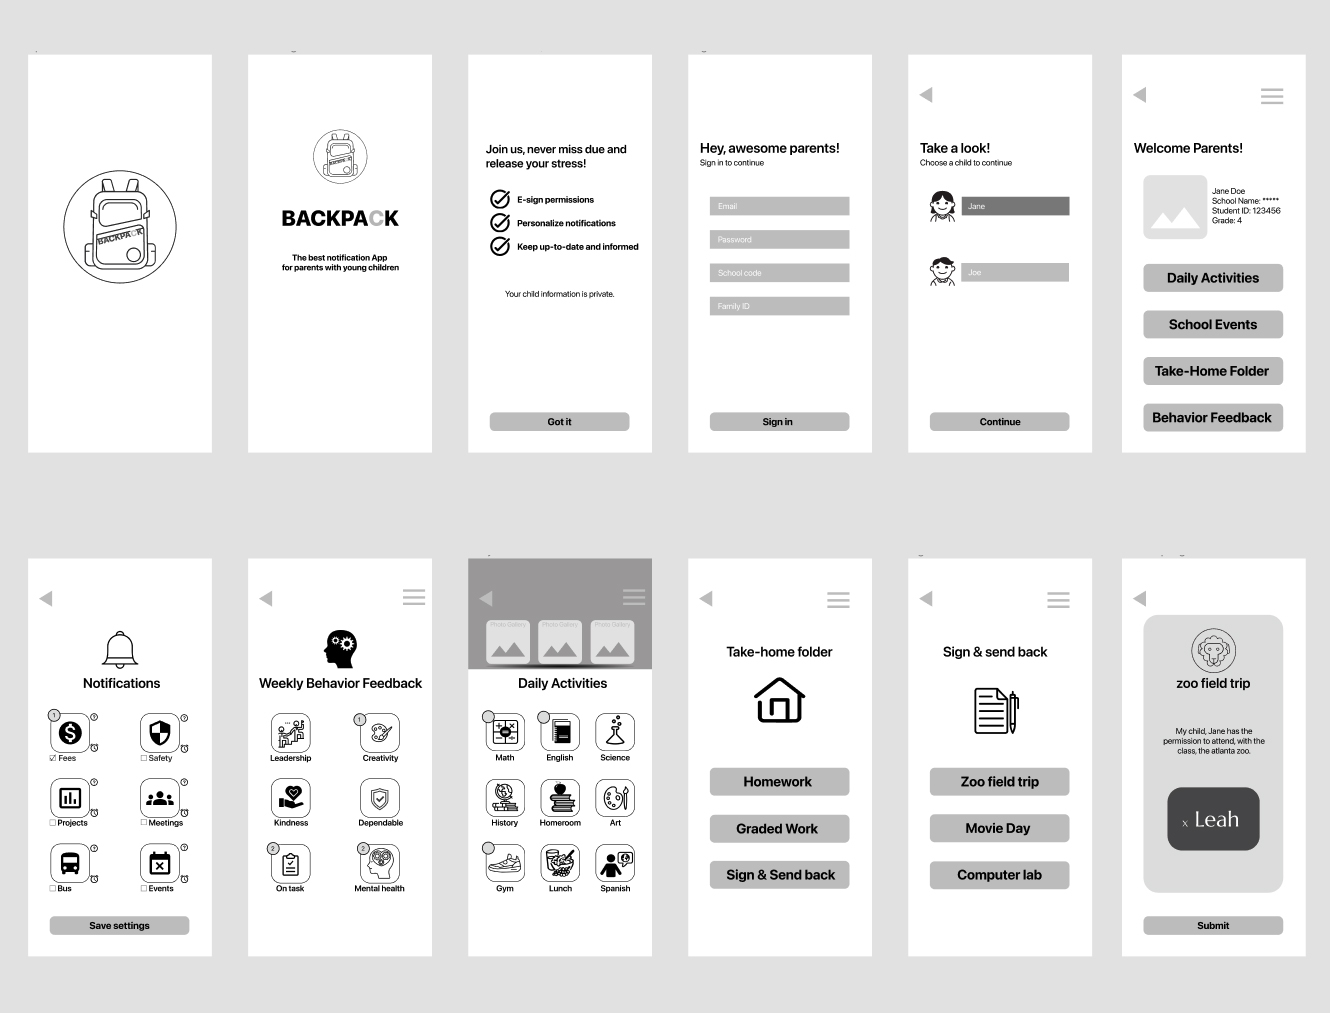 BACKPACK
BACKPACK
BACKPACK
The best notification App
for parents with young children
Join us, never miss due and
release your stress!
E-sign permissions
Personalize notifications
Keep up-to-date and informed
Your child information is private.
Got it
Hey, awesome parents!
Sign in to continue
Email
Password
School code
Family ID
Sign in
Take a look!
Choose a child to continue
Jane
Joe
Continue
Welcome Parents!
Jane Doe
School Name: *****
Student ID: 123456
Grade: 4
Daily Activities
School Events
Take-Home Folder
Behavior Feedback
Notifications
1
Fees
Safety
Projects
Meetings
Bus
Events
Save settings
Weekly Behavior Feedback
1
Leadership
Creativity
Kindness
Dependable
2
2
On task
Mental health
Photo Gallery
Photo Gallery
Photo Gallery
Daily Activities
Math
English
Science
History
Homeroom
Art
Gym
Lunch
Spanish
Take-home folder
Homework
Graded Work
Sign & Send back
Sign & send back
Zoo field trip
Movie Day
Computer lab
zoo field trip
My child, Jane has the
permission to attend, with the
class, the atlanta zoo.
x Leah
Submit